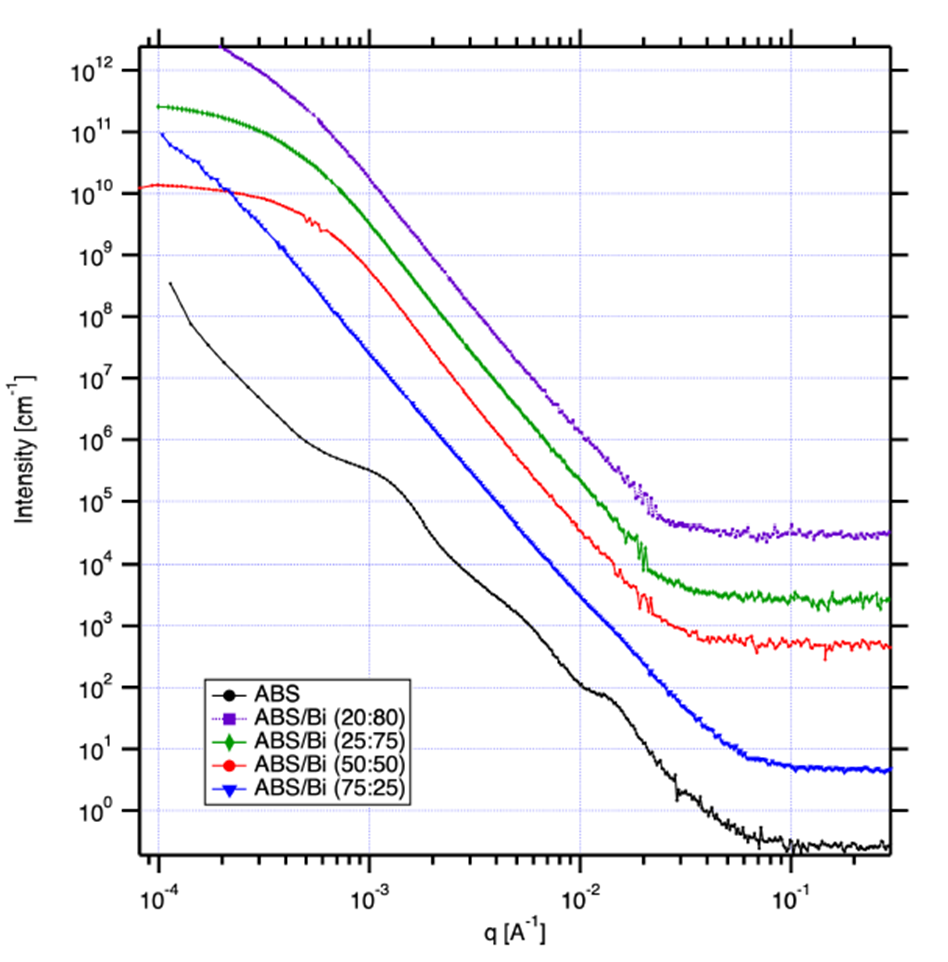 10^12
10^11
10^10
10^9
10^8
10^7
10^6
10^5
10^4
10^3
10^2
10^1
10^0
Intensity [cm^-1]
ABS
ABS/Bi (20:80)
ABS/Bi (25:75)
ABS/Bi (50:50)
ABS/Bi (75:25)
10^-4 10^-3 10^-2 10^-1
q [A^-1]